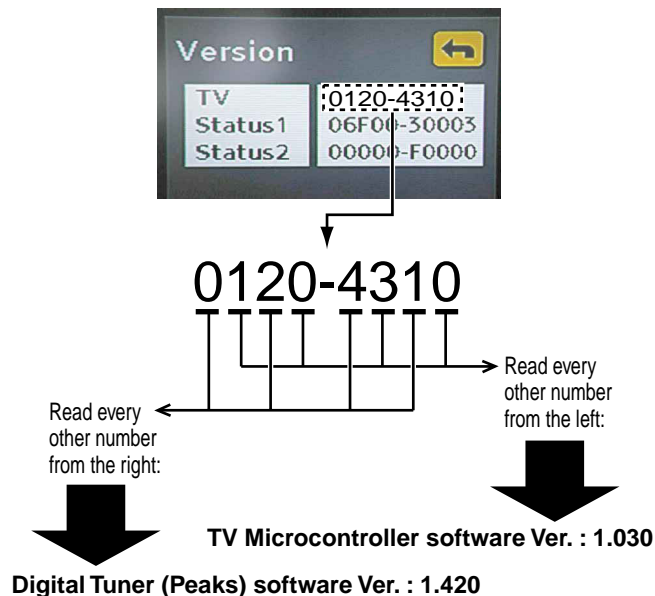 Version
TV 0120-4310
Status1 06F00-30003
Status2 00000-F0000
0120-4310
Read every
other number
from the left:
Read every
other number
from the right:
TV Microcontroller software Ver. : 1.030
Digital Tuner (Peaks) software Ver. : 1.420